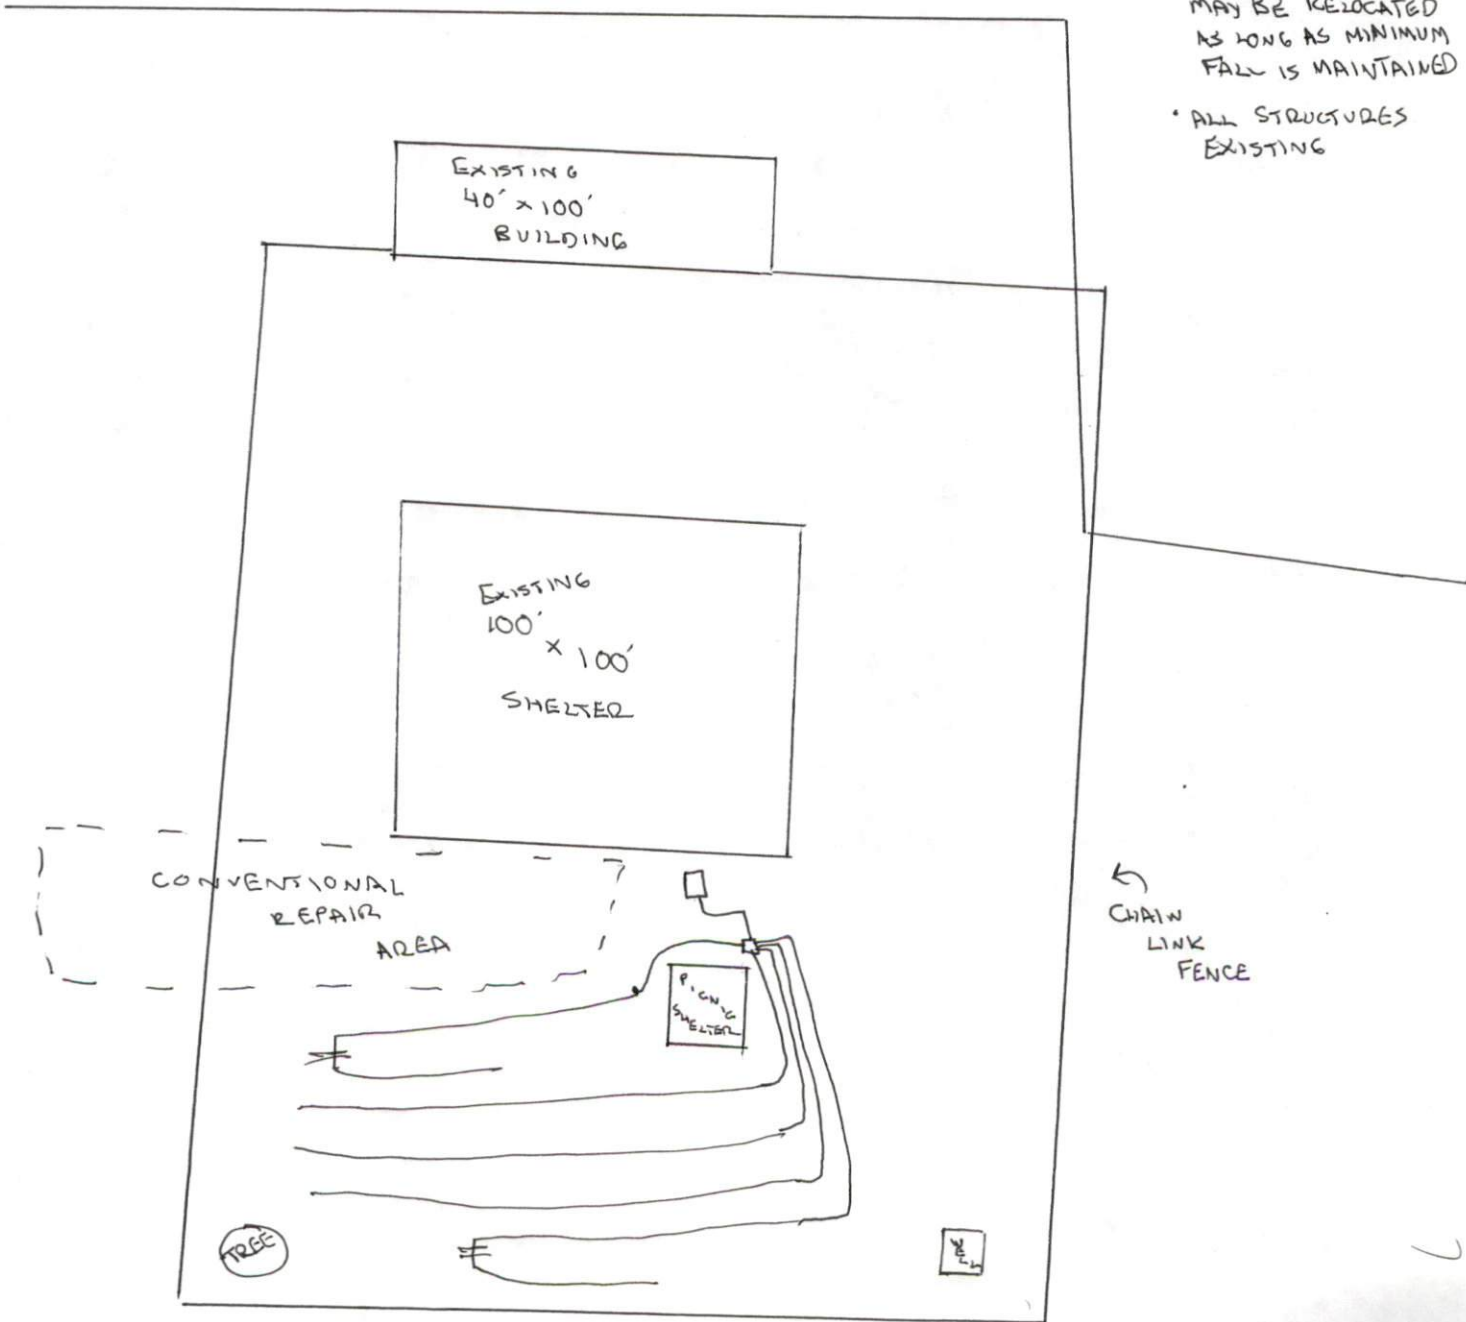 MAY BE RELOCATED
AS LONG AS MINIMUM
FALL IS MAINTAINED
• ALL STRUCTURES
EXISTING
EXISTING
40' x 100'
BUILDING
EXISTING
100'
x 100'
SHELTER
CONVENTIONAL
REPAIR
AREA
CHAIN
LINK
FENCE
PICNIC
SHELTER
TREE
WELL